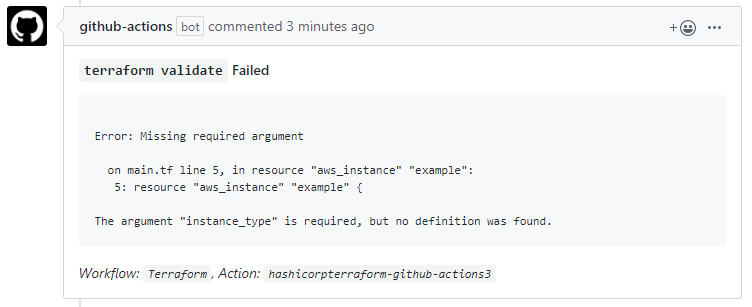 github-actions bot commented 3 minutes ago
terraform validate Failed
Error: Missing required argument
on main.tf line 5, in resource "aws_instance" "example":
5: resource "aws_instance" "example" {
The argument "instance_type" is required, but no definition was found.
Workflow: Terraform, Action: hashicorpterraform-github-actions3